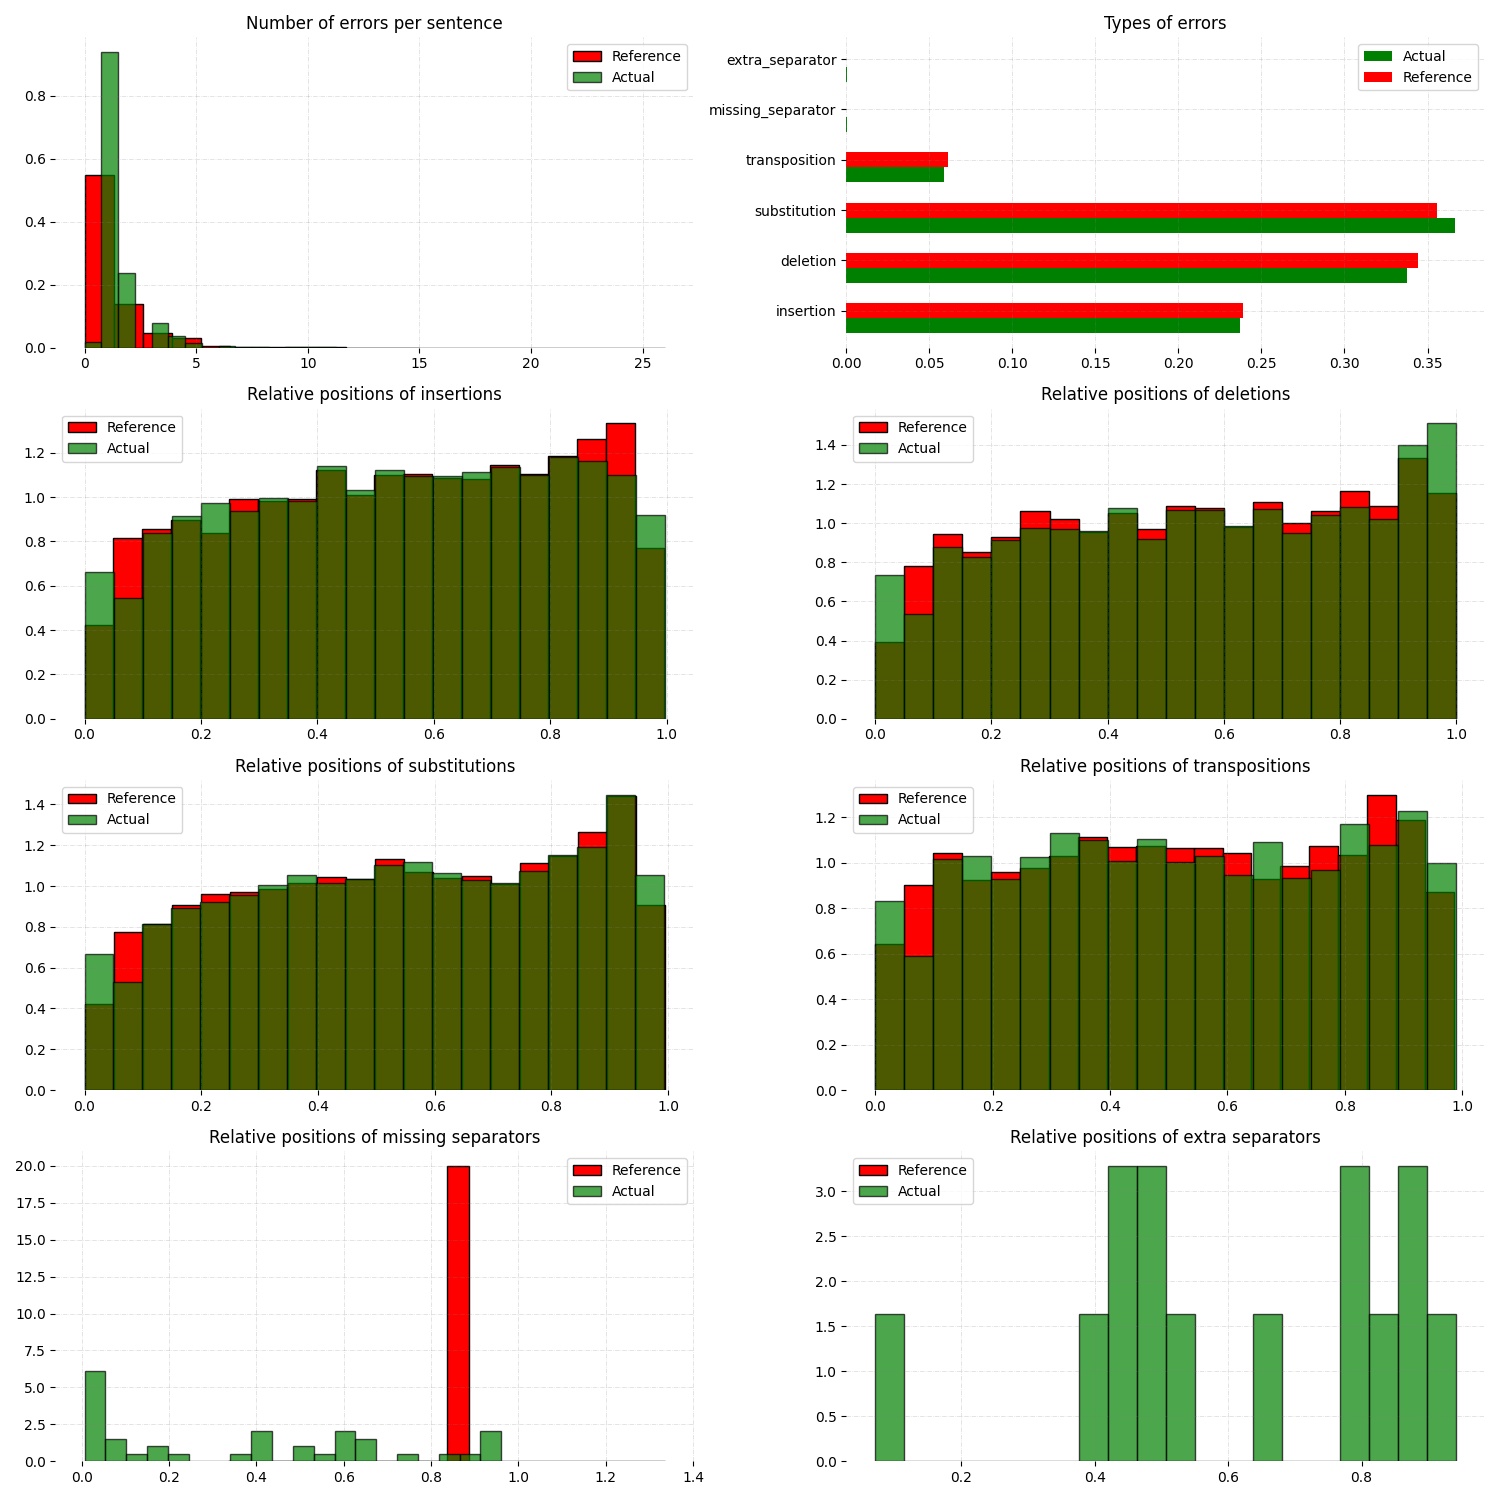 Number of errors per sentence
Reference
Actual
0.8
0.6
0.4
0.2
0.0
0 5 10 15 20 25
Types of errors
Actual
Reference
extra_separator
missing_separator
transposition
substitution
deletion
insertion
0.00 0.05 0.10 0.15 0.20 0.25 0.30 0.35
Relative positions of insertions
Reference
Actual
1.2
1.0
0.8
0.6
0.4
0.2
0.0
0.0 0.2 0.4 0.6 0.8 1.0
Relative positions of deletions
Reference
Actual
1.4
1.2
1.0
0.8
0.6
0.4
0.2
0.0
0.0 0.2 0.4 0.6 0.8 1.0
Relative positions of substitutions
Reference
Actual
1.4
1.2
1.0
0.8
0.6
0.4
0.2
0.0
0.0 0.2 0.4 0.6 0.8 1.0
Relative positions of transpositions
Reference
Actual
1.2
1.0
0.8
0.6
0.4
0.2
0.0
0.0 0.2 0.4 0.6 0.8 1.0
Relative positions of missing separators
Reference
Actual
20.0
17.5
15.0
12.5
10.0
7.5
5.0
2.5
0.0
0.0 0.2 0.4 0.6 0.8 1.0 1.2 1.4
Relative positions of extra separators
Reference
Actual
3.0
2.5
2.0
1.5
1.0
0.5
0.0
0.2 0.4 0.6 0.8